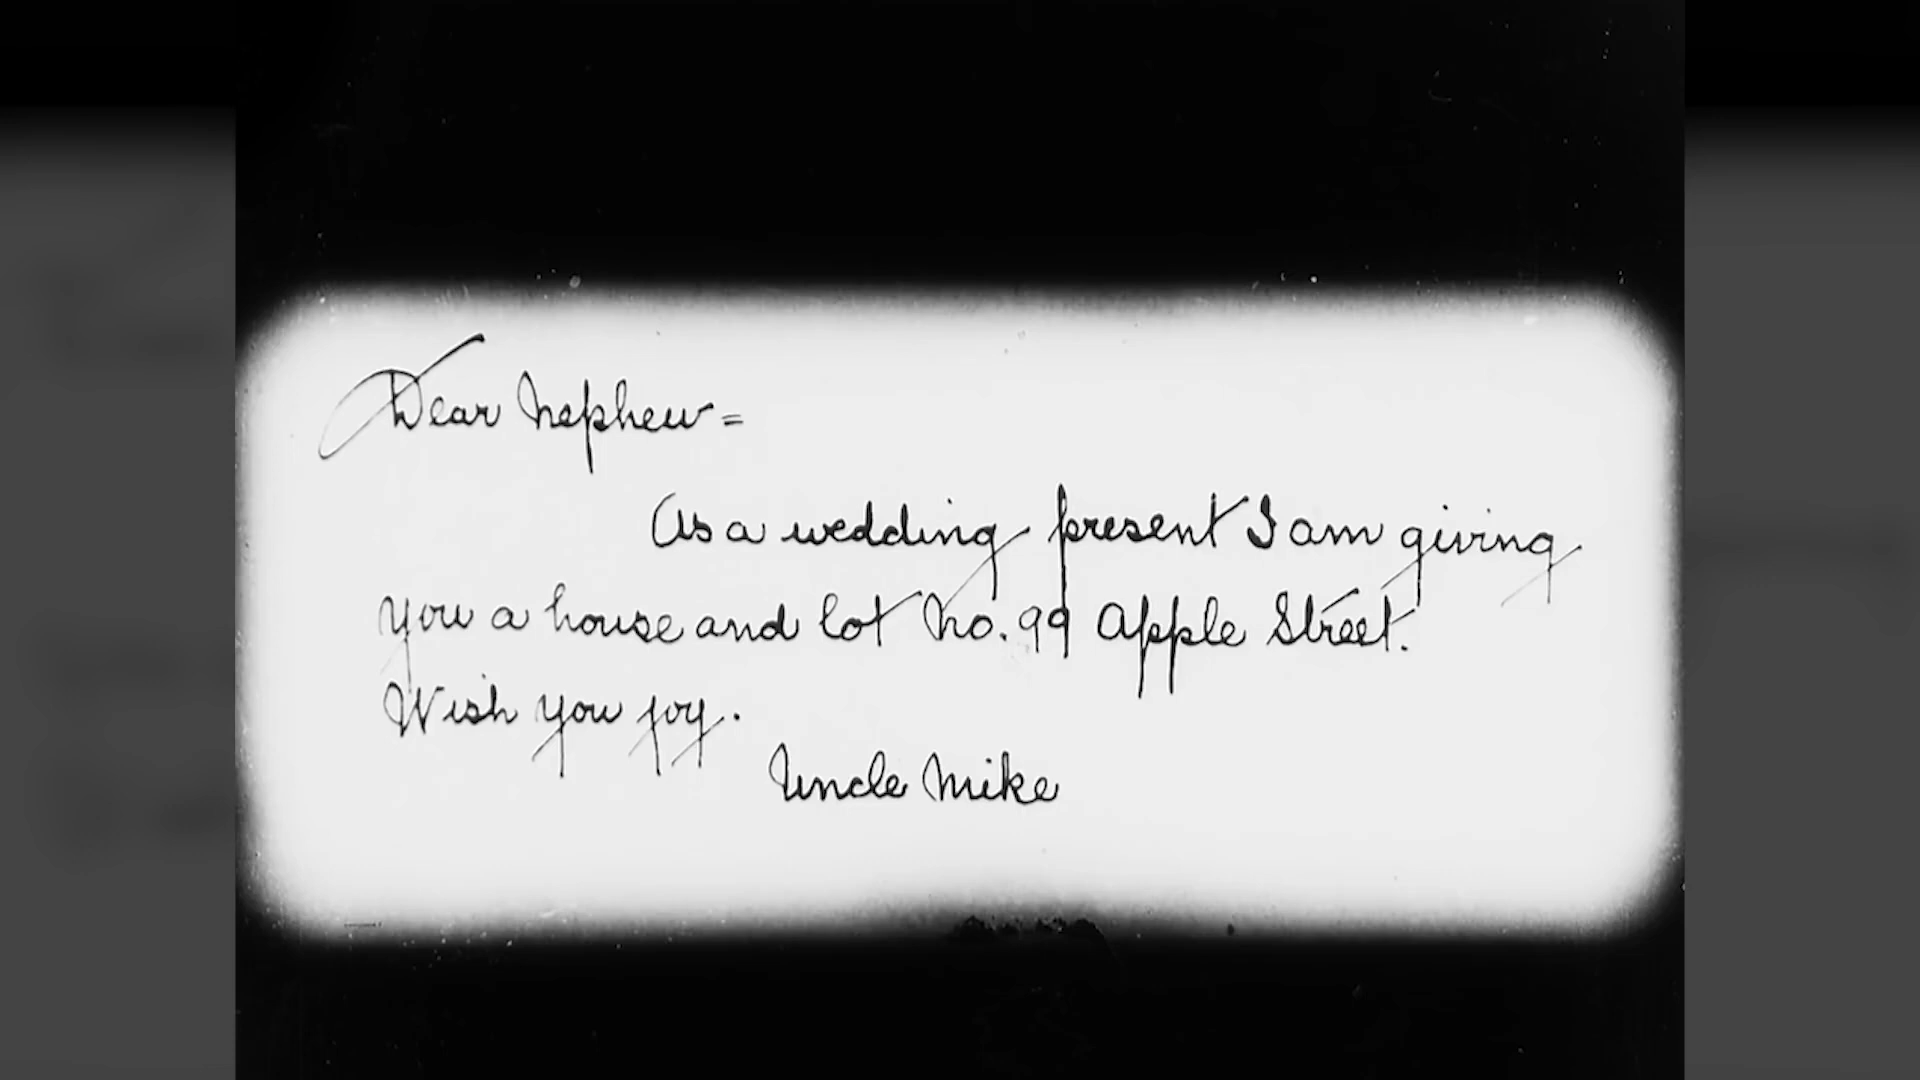 Dear Nephew =
As a wedding present I am giving
you a house and lot No. 99 Apple Street.
Wish you joy.
Uncle Mike